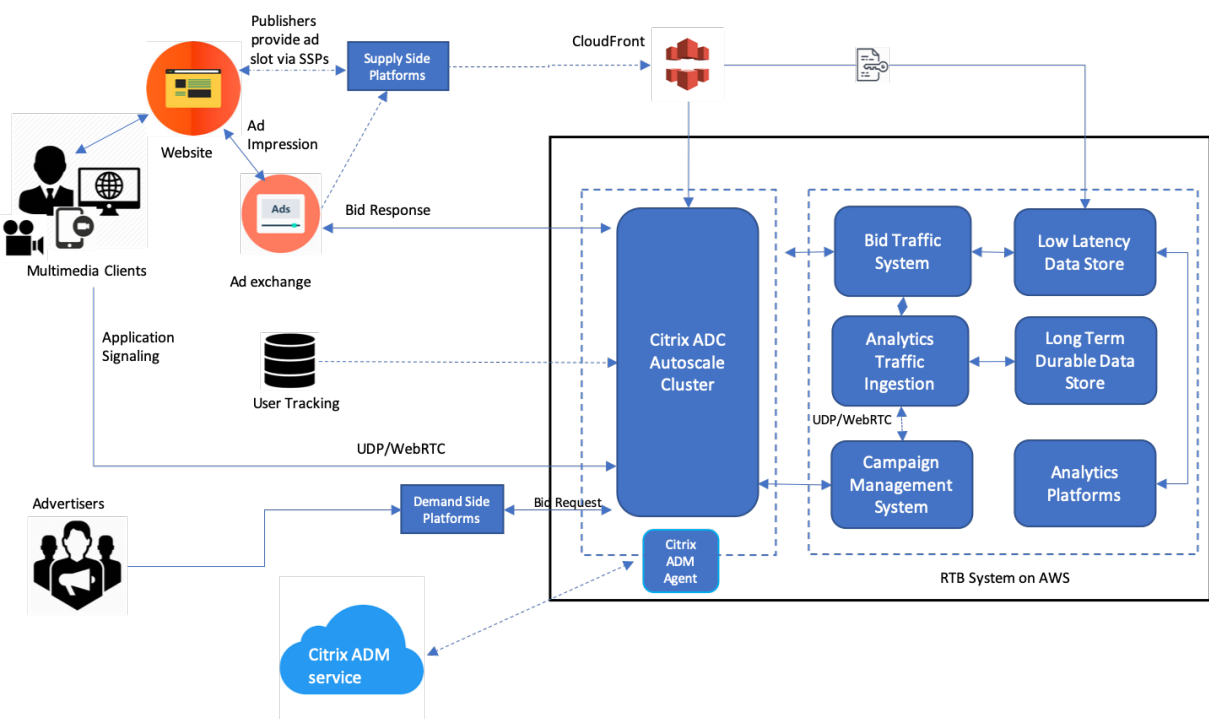 Publishers
provide ad
slot via SSPs
Supply Side
Platforms
CloudFront
Ad
Impression
Website
Ads
Bid Response
Multimedia Clients
Ad exchange
Application
Signaling
User Tracking
UDP/WebRTC
Citrix ADC
Autoscale
Cluster
Bid Traffic
System
Low Latency
Data Store
Analytics
Traffic
Ingestion
Long Term
Durable Data
Store
UDP/WebRTC
Campaign
Management
System
Analytics
Platforms
Advertisers
Demand Side
Platforms
Bid Request
Citrix
ADM
Agent
RTB System on AWS
Citrix ADM
service